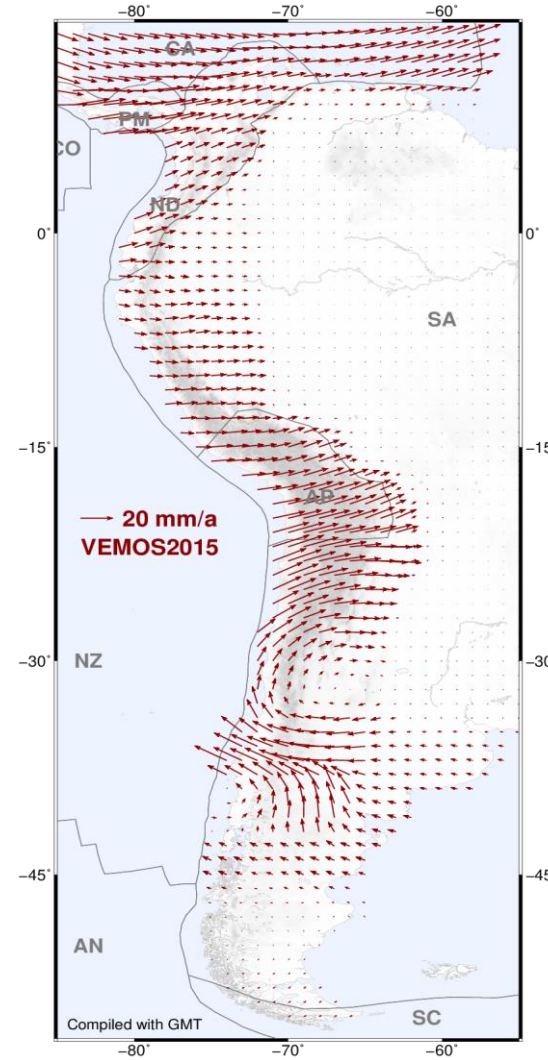 −80˚ −70˚ −60˚
CA
PM
CO
ND
0˚ 0˚
SA
−15˚ −15˚
AP
20 mm/a
VEMOS2015
−30˚ −30˚
NZ
−45˚ −45˚
AN
SC
Compiled with GMT
−80˚ −70˚ −60˚